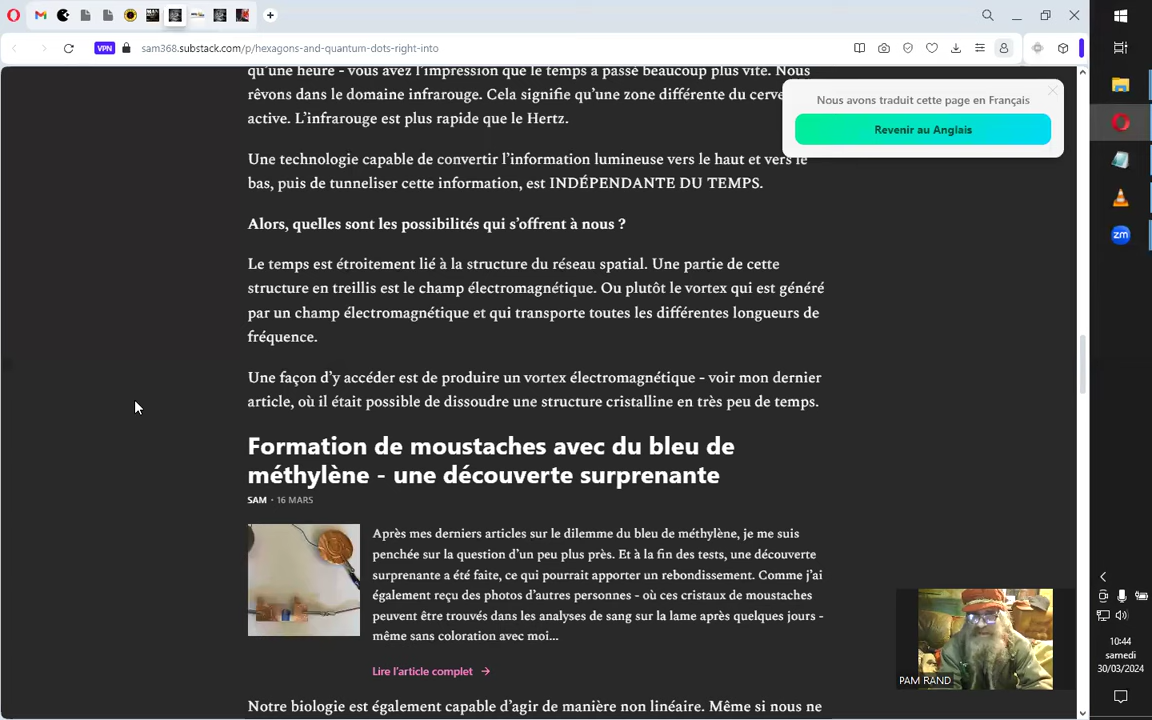 VPN
sam368.substack.com/p/hexagons-and-quantum-dots-right-into
qu'une heure - vous avez l'impression que le temps a passé beaucoup plus vite. Nous
rêvons dans le domaine infrarouge. Cela signifie qu'une zone différente du
active. L'infrarouge est plus rapide que le Hertz.
Nous avons traduit cette page en Français
Revenir au Anglais
Une technologie capable de convertir l'information lumineuse vers le haut et vers le
bas, puis de tunneliser cette information, est INDÉPENDANTE DU TEMPS.
Alors, quelles sont les possibilités qui s'offrent à nous ?
Le temps est étroitement lié à la structure du réseau spatial. Une partie de cette
structure en treillis est le champ électromagnétique. Ou plutôt le vortex qui est généré
par un champ électromagnétique et qui transporte toutes les différentes longueurs de
fréquence.
Une façon d'y accéder est de produire un vortex électromagnétique - voir mon dernier
article, où il était possible de dissoudre une structure cristalline en très peu de temps.
Formation de moustaches avec du bleu de
méthylène - une découverte surprenante
SAM • 16 MARS
Après mes derniers articles sur le dilemme du bleu de méthylène, je me suis
penchée sur la question d'un peu plus près. Et à la fin des tests, une découverte
surprenante a été faite, ce qui pourrait apporter un rebondissement. Comme j'ai
également reçu des photos d'autres personnes - où ces cristaux de moustaches
peuvent être trouvés dans les analyses de sang sur la lame après quelques jours -
même sans coloration avec moi...
Lire l'article complet →
Notre biologie est également capable d'agir de manière non linéaire. Même si nous ne
PAM RAND
zm
10:44
samedi
30/03/2024